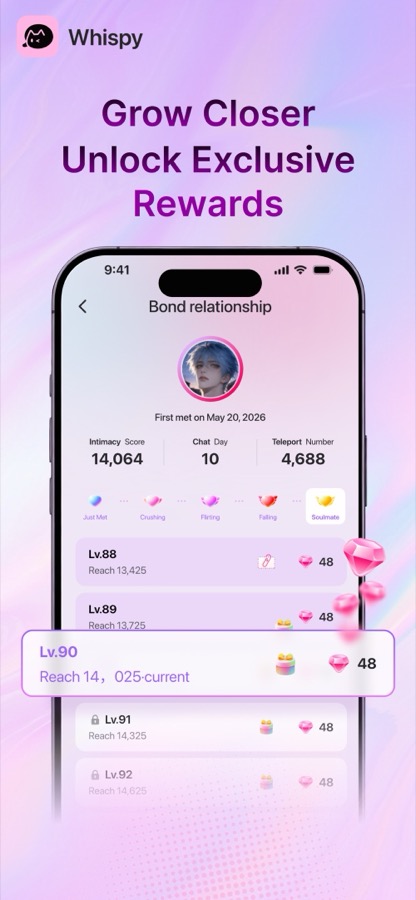 Whispy
Grow Closer
Unlock Exclusive
Rewards
9:41
Bond relationship
First met on May 20, 2026
Intimacy Score
Chat Day
Teleport Number
14,064
10
4,688
Just Met
Crushing
Flirting
Falling
Soulmate
Lv.88
Reach 13,425
48
Lv.89
Reach 13,725
48
Lv.90
Reach 14，025·current
48
Lv.91
Reach 14,325
48
Lv.92
Reach 14,625
48